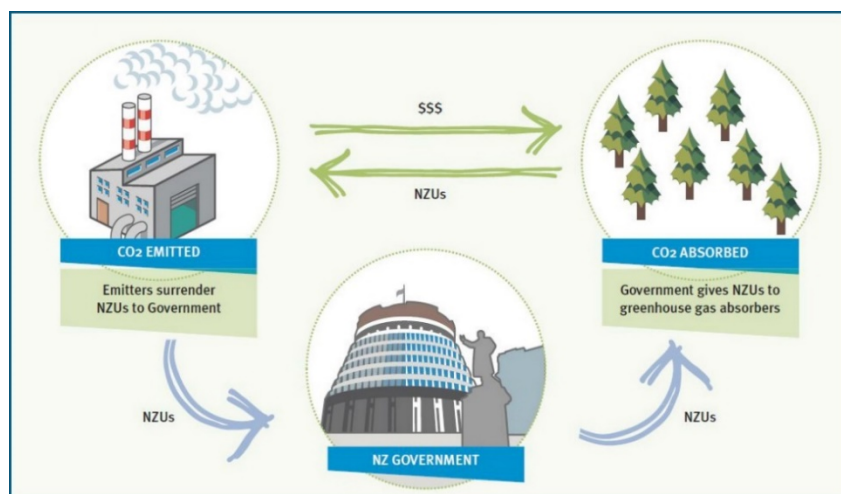 SSS
NZUs
CO2 EMITTED
Emitters surrender
NZUs to Government
CO2 ABSORBED
Government gives NZUs to
greenhouse gas absorbers
NZUs
NZUs
NZ GOVERNMENT